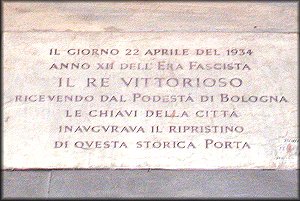 IL GIORNO 22 APRILE DEL 1934
ANNO XII DELL'ERA FASCISTA
IL RE VITTORIOSO
RICEVENDO DAL PODESTÀ DI BOLOGNA
LE CHIAVI DELLA CITTÀ
INAVGVRAVA IL RIPRISTINO
DI QVESTA STORICA PORTA